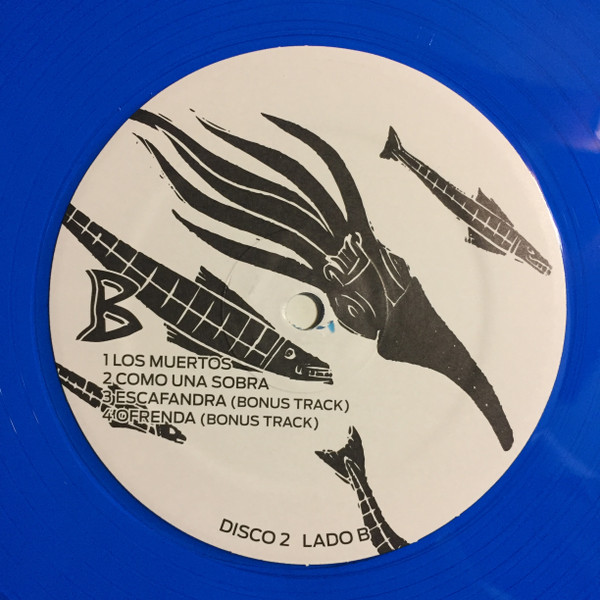 B
1 LOS MUERTOS
2 COMO UNA SOBRA
3 ESCAFANDRA (BONUS TRACK)
4 OFRENDA (BONUS TRACK)
DISCO 2 LADO B